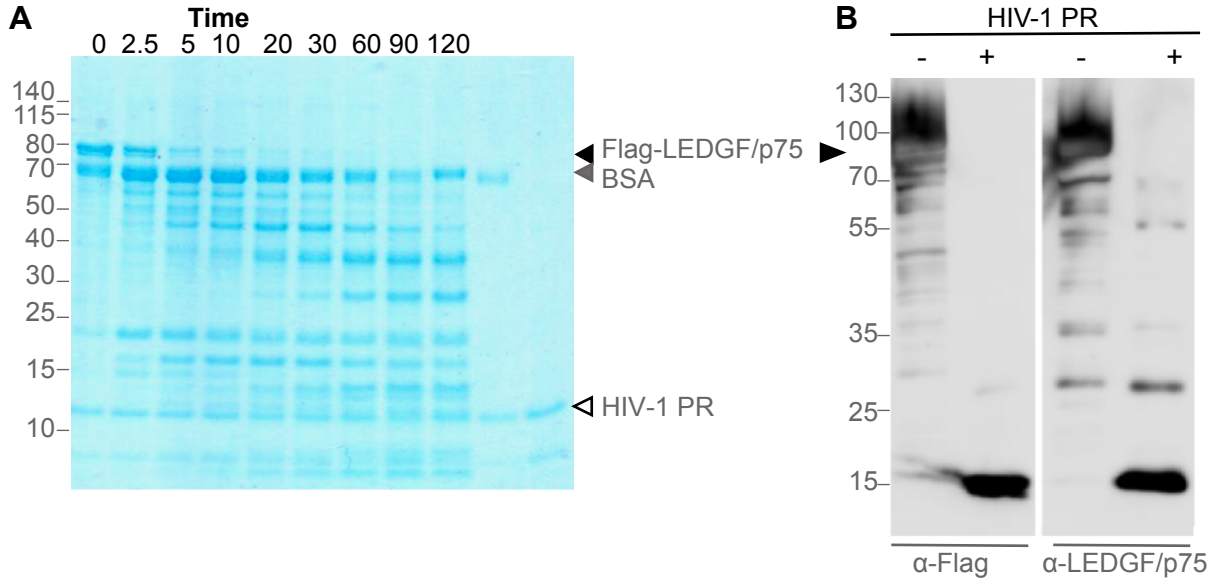 A
Time
0 2.5 5 10 20 30 60 90 120
140
115
80
70
50
40
30
25
15
10
Flag-LEDGF/p75
BSA
HIV-1 PR
B
HIV-1 PR
- + - +
130
100
70
55
35
25
15
α-Flag α-LEDGF/p75